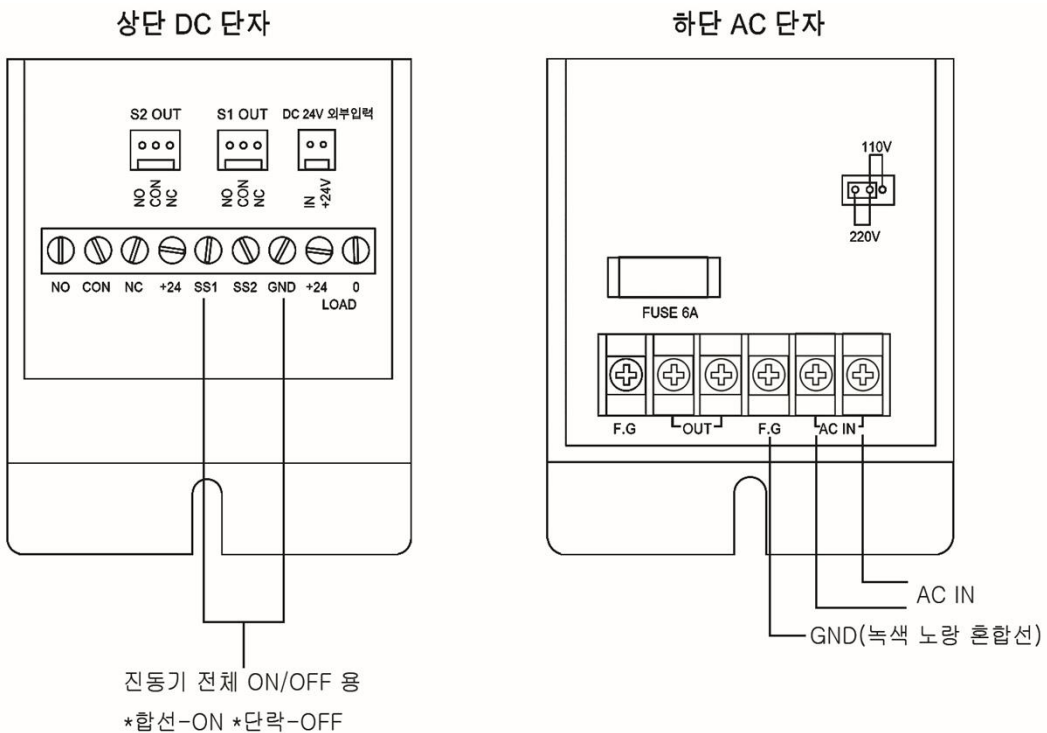 상단 DC 단자
하단 AC 단자
S2 OUT
S1 OUT
DC 24V 외부입력
NO
CON
NC
NO
CON
NC
IN
+24V
NO CON NC +24 SS1 SS2 GND +24 0
LOAD
진동기 전체 ON/OFF 용
*합선-ON *단락-OFF
110V
220V
FUSE 6A
F.G OUT F.G AC IN
AC IN
GND(녹색 노랑 혼합선)